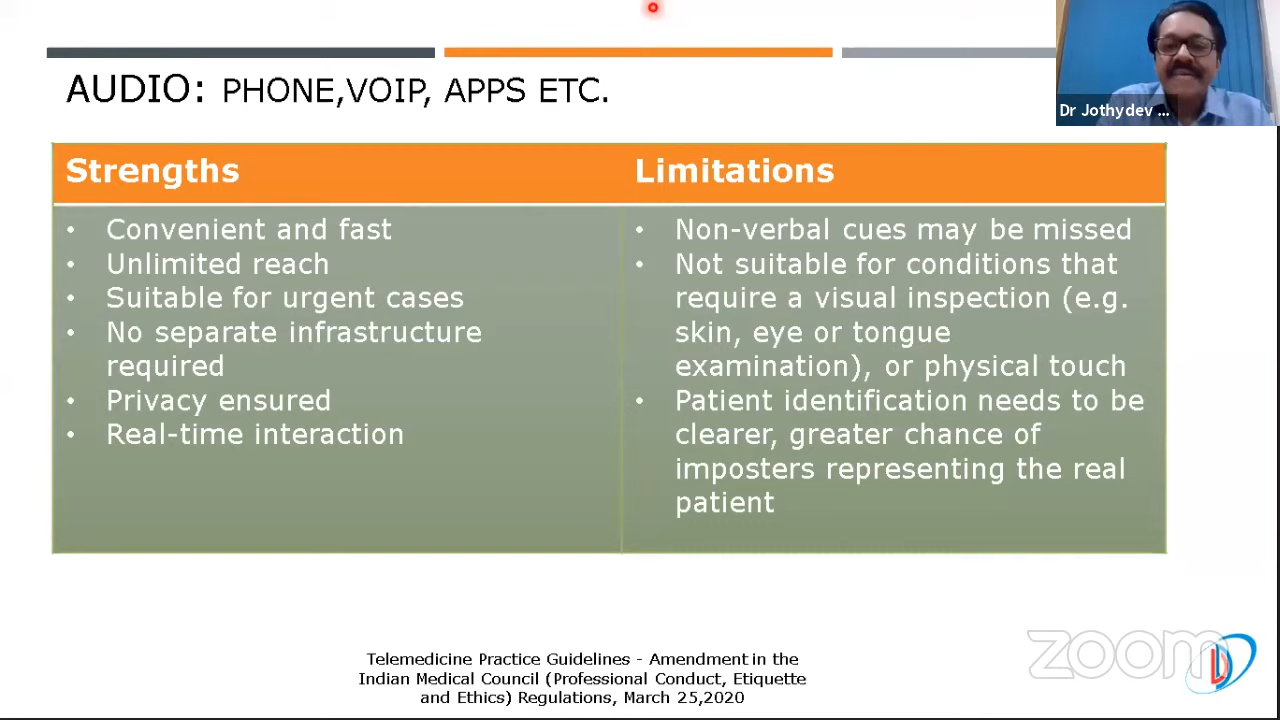 AUDIO: PHONE,VOIP, APPS ETC.
Dr Jothydev ...
Strengths
Limitations
• Convenient and fast
• Unlimited reach
• Suitable for urgent cases
• No separate infrastructure
required
• Privacy ensured
• Real-time interaction
• Non-verbal cues may be missed
• Not suitable for conditions that
require a visual inspection (e.g.
skin, eye or tongue
examination), or physical touch
• Patient identification needs to be
clearer, greater chance of
imposters representing the real
patient
Telemedicine Practice Guidelines - Amendment in the
Indian Medical Council (Professional Conduct, Etiquette
and Ethics) Regulations, March 25,2020
zoom